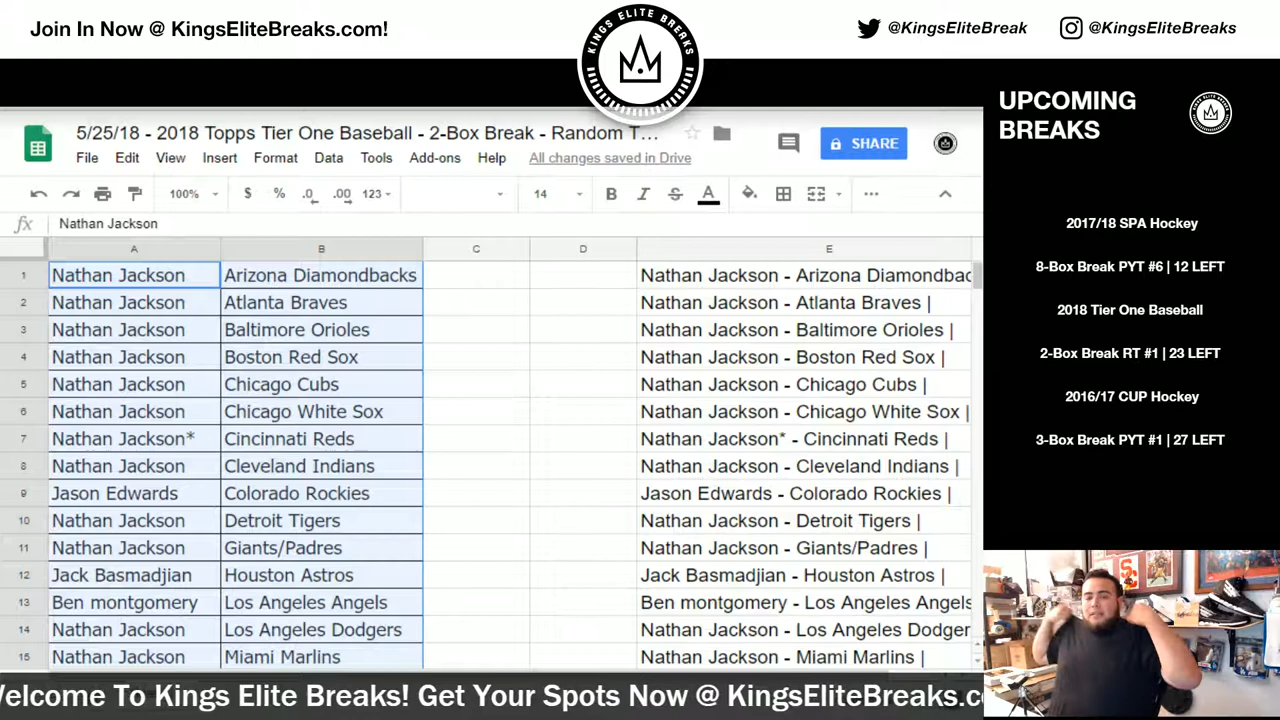 Join In Now @ KingsEliteBreaks.com!
KINGS ELITE BREAKS
@KingsEliteBreak
@KingsEliteBreaks
UPCOMING
BREAKS
2017/18 SPA Hockey
8-Box Break PYT #6 | 12 LEFT
2018 Tier One Baseball
2-Box Break RT #1 | 23 LEFT
2016/17 CUP Hockey
3-Box Break PYT #1 | 27 LEFT
5/25/18 - 2018 Topps Tier One Baseball - 2-Box Break - Random T...
SHARE
File Edit View Insert Format Data Tools Add-ons Help All changes saved in Drive
100% $ % .0 .00 123 14 B I S A
fx Nathan Jackson
A B C D E
1 Nathan Jackson Arizona Diamondbacks Nathan Jackson - Arizona Diamondbac
2 Nathan Jackson Atlanta Braves Nathan Jackson - Atlanta Braves |
3 Nathan Jackson Baltimore Orioles Nathan Jackson - Baltimore Orioles |
4 Nathan Jackson Boston Red Sox Nathan Jackson - Boston Red Sox |
5 Nathan Jackson Chicago Cubs Nathan Jackson - Chicago Cubs |
6 Nathan Jackson Chicago White Sox Nathan Jackson - Chicago White Sox |
7 Nathan Jackson* Cincinnati Reds Nathan Jackson* - Cincinnati Reds |
8 Nathan Jackson Cleveland Indians Nathan Jackson - Cleveland Indians |
9 Jason Edwards Colorado Rockies Jason Edwards - Colorado Rockies |
10 Nathan Jackson Detroit Tigers Nathan Jackson - Detroit Tigers |
11 Nathan Jackson Giants/Padres Nathan Jackson - Giants/Padres |
12 Jack Basmadjian Houston Astros Jack Basmadjian - Houston Astros |
13 Ben montgomery Los Angeles Angels Ben montgomery - Los Angeles Angels
14 Nathan Jackson Los Angeles Dodgers Nathan Jackson - Los Angeles Dodger
15 Nathan Jackson Miami Marlins Nathan Jackson - Miami Marlins |
Velcome To Kings Elite Breaks! Get Your Spots Now @ KingsEliteBreaks.c